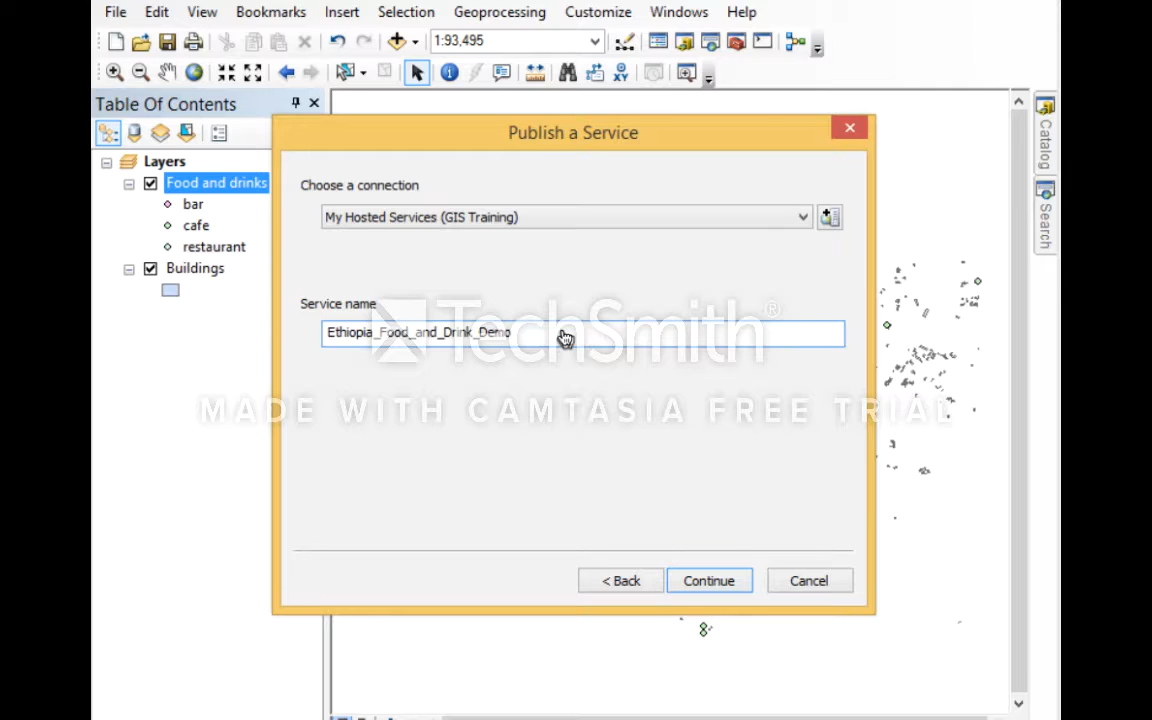 File Edit View Bookmarks Insert Selection Geoprocessing Customize Windows Help
1:93,495
Table Of Contents
Layers
Food and drinks
bar
cafe
restaurant
Buildings
Publish a Service
Choose a connection
My Hosted Services (GIS Training)
Service name
Ethiopia_Food_and_Drink_Demo
TechSmith®
MADE WITH CAMTASIA FREE TRIAL
< Back Continue Cancel
Catalog
Search